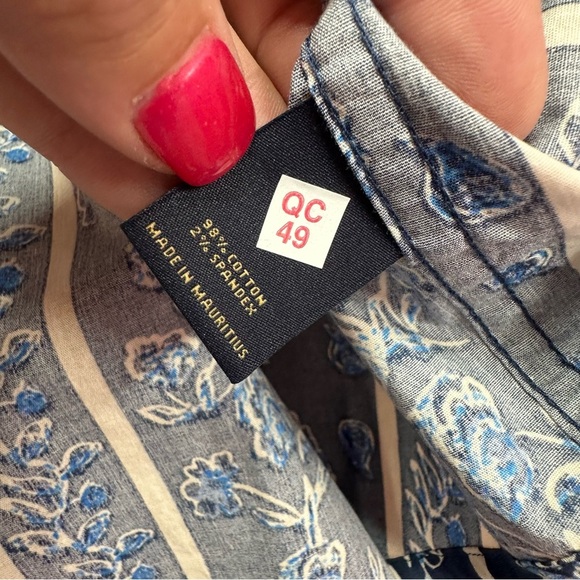 QC
49
98% COTTON
2% SPANDEX
MADE IN MAURITIUS